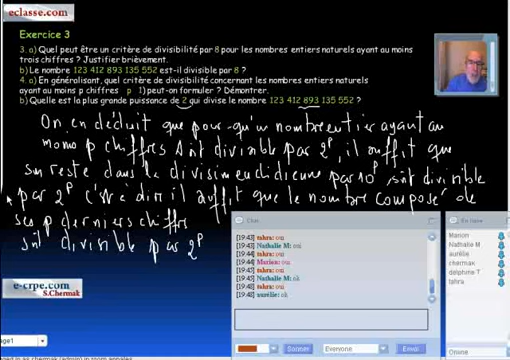 eclasse.com
Exercice 3
3. a) Quel peut être un critère de divisibilité par 8 pour les nombres entiers naturels ayant au moins
trois chiffres ? Justifier brièvement.
b) Le nombre 123 412 893 135 552 est-il divisible par 8 ?
4. a) En généralisant, quel critère de divisibilité concernant les nombres entiers naturels
ayant au moins p chiffres p 1) peut-on formuler ? Démontrer.
b) Quelle est la plus grande puissance de 2 qui divise le nombre 123 412 893 135 552 ?
On en déduit que pour qu'un nombre entier ayant au
moins p chiffres soit divisible par 2^p, il suffit que
son reste dans la division euclidienne par 10^p soit divisible
par 2^p c'est à dire il suffit que le nombre composé de
ses p derniers chiffrs
soit divisible par 2^p
e-crpe.com
S.Chermak
Chat
[19:43] tahra: oui
[19:43] Nathalie M: oui
[19:44] tahra: oui
[19:44] Marion: oui
[19:45] tahra: oui
[19:47] Nathalie M: ok
[19:48] aurélie: ok
Sonner
Everyone
Envoi
Marion
Nathalie M
aurélie
chermak
delphine T
tahra
Online
page1